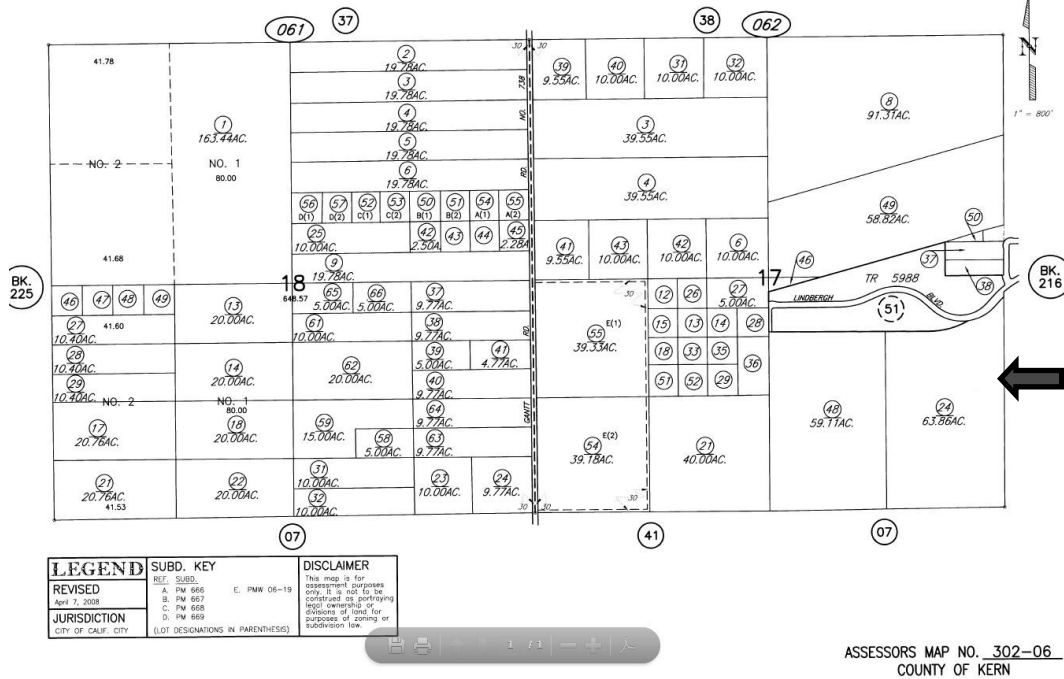 061 37 38 062
N
1" = 800'
41.78
2
19.78AC.
30 30
39
9.55AC.
40
10.00AC.
31
10.00AC.
32
10.00AC.
3
19.78AC.
RD. NO. 738
8
91.31AC.
1
163.44AC.
4
19.78AC.
3
39.55AC.
5
19.78AC.
NO. 2 NO. 1
80.00
6
19.78AC.
4
39.55AC.
56 57 52 53 50 51 54 55
D(1) D(2) C(1) C(2) B(1) B(2) A(1) A(2)
49
58.82AC.
50
25
10.00AC.
42
2.50A.
43 44
45
2.28A
41
9.55AC.
43
10.00AC.
42
10.00AC.
6
10.00AC.
41.68
9
19.78AC.
46
37
38
TR 5988
BK.
225
18
648.57
17
BK.
216
46 47 48 49
13
20.00AC.
65
5.00AC.
66
5.00AC.
37
9.77AC.
30
12 26
27
5.00AC.
LINDBERGH BLVD.
51
27
10.40AC.
41.60
61
10.00AC.
38
9.77AC.
RD.
55 E(1)
39.33AC.
15 13 14 28
28
10.40AC.
14
20.00AC.
62
20.00AC.
39
5.00AC.
41
4.77AC.
18 33 35 36
29
10.40AC.
40
9.77AC.
51 52 29
NO. 2 NO. 1
80.00
17
20.76AC.
18
20.00AC.
59
15.00AC.
64
9.77AC.
GANTT
48
59.11AC.
24
63.86AC.
58
5.00AC.
63
9.77AC.
54 E(2)
39.18AC.
21
40.00AC.
21
20.76AC.
41.53
22
20.00AC.
31
10.00AC.
32
10.00AC.
23
10.00AC.
24
9.77AC.
30 30
30
07 41 07
LEGEND
REVISED
April 7, 2008
JURISDICTION
CITY OF CALIF. CITY
SUBD. KEY
REF. SUBD.
A. PM 666 E. PMW 06-19
B. PM 667
C. PM 668
D. PM 669
(LOT DESIGNATIONS IN PARENTHESIS)
DISCLAIMER
This map is for
assessment purposes
only. It is not to be
construed as portraying
legal ownership or
divisions of land for
purposes of zoning or
subdivision law.
1 / 1
ASSESSORS MAP NO. 302-06
COUNTY OF KERN